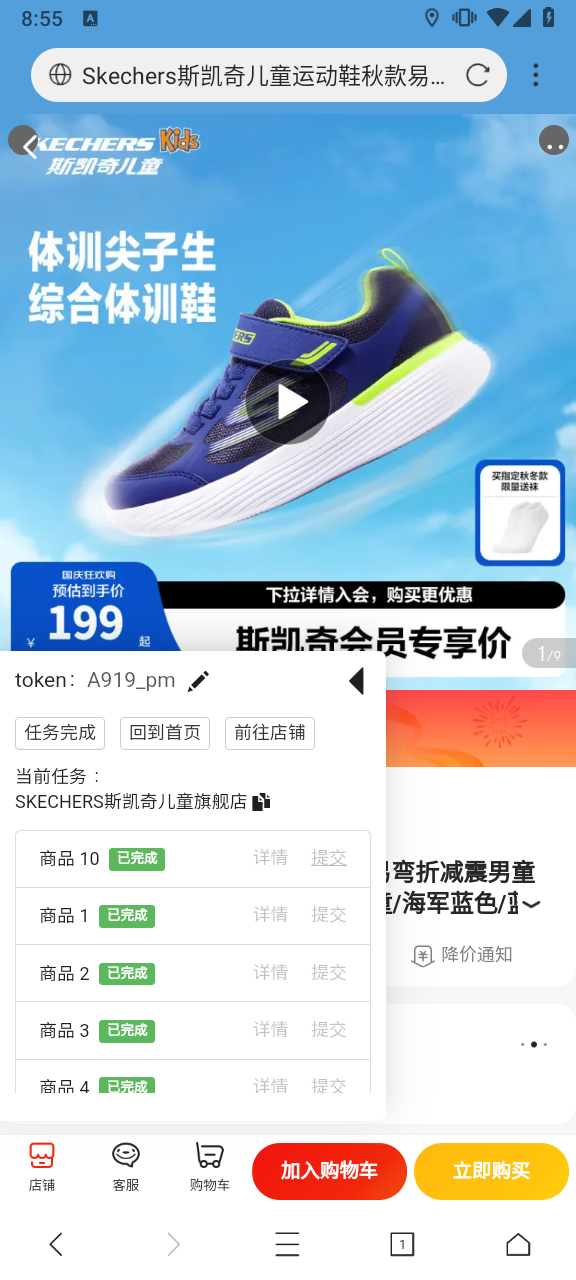 8:55
A
Skechers斯凯奇儿童运动鞋秋款易...
SKECHERS Kids
斯凯奇儿童
体训尖子生
综合体训鞋
买指定秋冬款
限量送袜
国庆狂欢购
预估到手价
¥ 199 起
下拉详情入会，购买更优惠
斯凯奇会员专享价
1/9
token： A919_pm
任务完成 回到首页 前往店铺
当前任务：
SKECHERS斯凯奇儿童旗舰店
商品 10 已完成 详情 提交
商品 1 已完成 详情 提交
商品 2 已完成 详情 提交
商品 3 已完成 详情 提交
商品 4 已完成 详情 提交
弯折减震男童
/海军蓝色/
降价通知
店铺 客服 购物车 加入购物车 立即购买
1